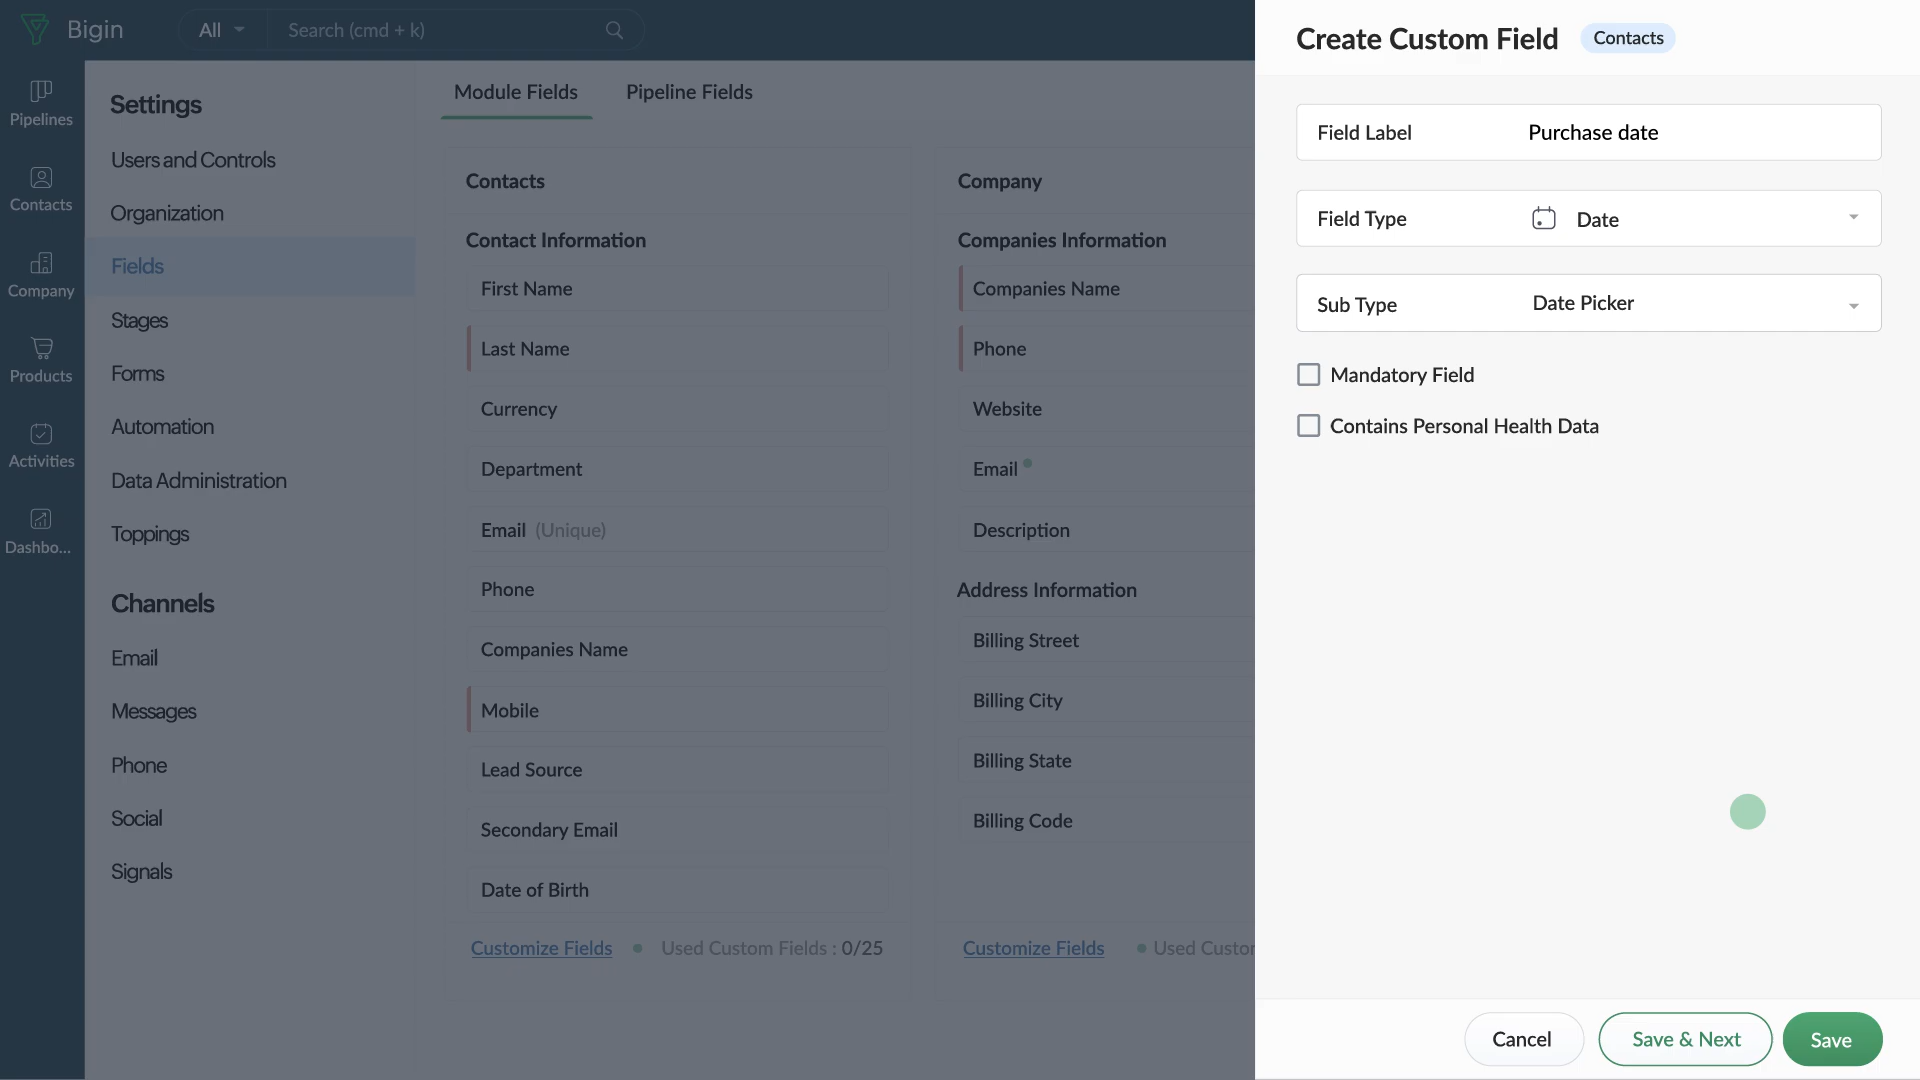 Bigin
All
Search (cmd + k)
Pipelines
Contacts
Company
Products
Activities
Dashbo...
Settings
Users and Controls
Organization
Fields
Stages
Forms
Automation
Data Administration
Toppings
Channels
Email
Messages
Phone
Social
Signals
Module Fields
Pipeline Fields
Contacts
Contact Information
First Name
Last Name
Currency
Department
Email (Unique)
Phone
Companies Name
Mobile
Lead Source
Secondary Email
Date of Birth
Customize Fields
Used Custom Fields : 0/25
Company
Companies Information
Companies Name
Phone
Website
Email
Description
Address Information
Billing Street
Billing City
Billing State
Billing Code
Customize Fields
Used Custor
Create Custom Field
Contacts
Field Label Purchase date
Field Type Date
Sub Type Date Picker
Mandatory Field
Contains Personal Health Data
Cancel
Save & Next
Save